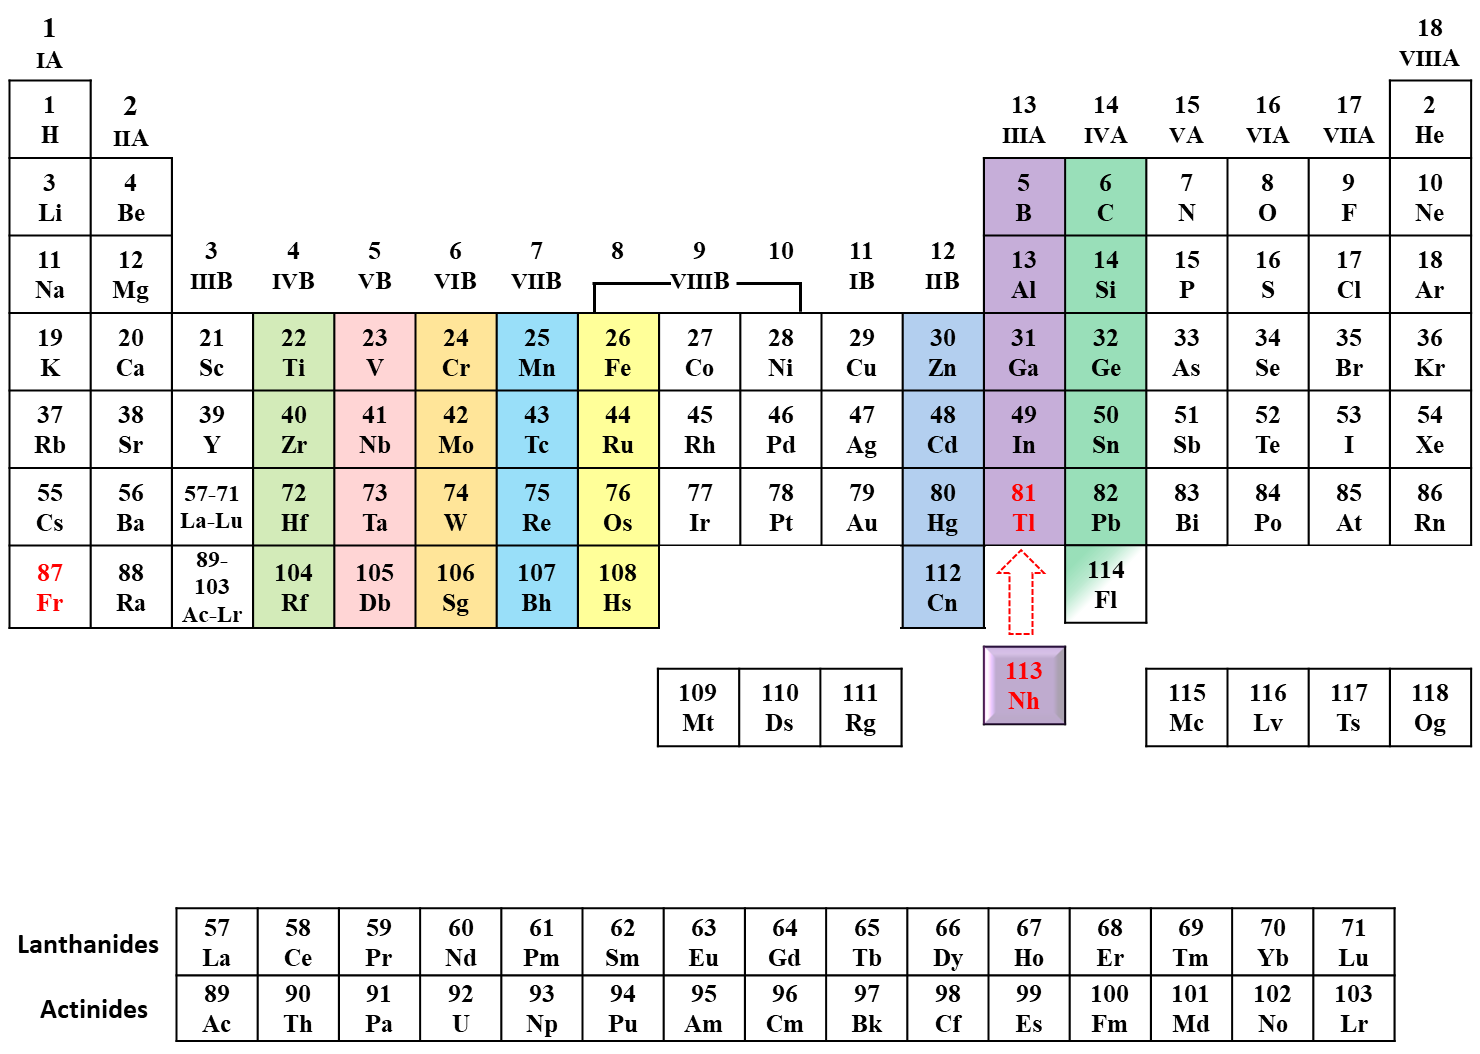 1 18
IA VIIIA
1 2 13 14 15 16 17 2
H IIA IIIA IVA VA VIA VIIA He
3 4 5 6 7 8 9 10
Li Be B C N O F Ne
11 12 3 4 5 6 7 8 9 10 11 12 13 14 15 16 17 18
Na Mg IIIB IVB VB VIB VIIB VIIIB IB IIB Al Si P S Cl Ar
19 20 21 22 23 24 25 26 27 28 29 30 31 32 33 34 35 36
K Ca Sc Ti V Cr Mn Fe Co Ni Cu Zn Ga Ge As Se Br Kr
37 38 39 40 41 42 43 44 45 46 47 48 49 50 51 52 53 54
Rb Sr Y Zr Nb Mo Tc Ru Rh Pd Ag Cd In Sn Sb Te I Xe
55 56 57-71 72 73 74 75 76 77 78 79 80 81 82 83 84 85 86
Cs Ba La-Lu Hf Ta W Re Os Ir Pt Au Hg Tl Pb Bi Po At Rn
87 88 89-103 104 105 106 107 108 112 114
Fr Ra Ac-Lr Rf Db Sg Bh Hs Cn Fl
109 110 111 113 115 116 117 118
Mt Ds Rg Nh Mc Lv Ts Og
57 58 59 60 61 62 63 64 65 66 67 68 69 70 71
Lanthanides La Ce Pr Nd Pm Sm Eu Gd Tb Dy Ho Er Tm Yb Lu
89 90 91 92 93 94 95 96 97 98 99 100 101 102 103
Actinides Ac Th Pa U Np Pu Am Cm Bk Cf Es Fm Md No Lr